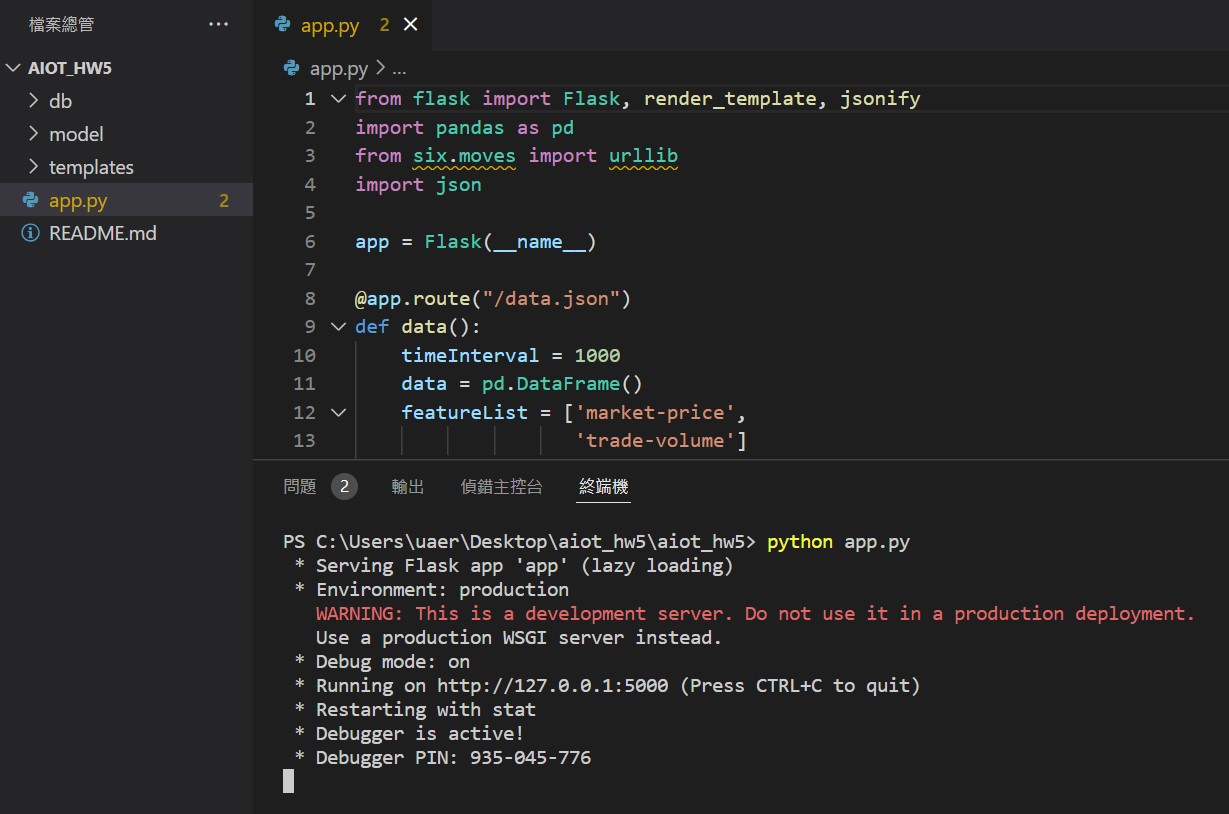 檔案總管 ...
AIOT_HW5
db
model
templates
app.py 2
README.md
app.py 2
app.py > ...
1 from flask import Flask, render_template, jsonify
2 import pandas as pd
3 from six.moves import urllib
4 import json
5
6 app = Flask(__name__)
7
8 @app.route("/data.json")
9 def data():
10 timeInterval = 1000
11 data = pd.DataFrame()
12 featureList = ['market-price',
13 'trade-volume']
問題 2 輸出 偵錯主控台 終端機
PS C:\Users\uaer\Desktop\aiot_hw5\aiot_hw5> python app.py
* Serving Flask app 'app' (lazy loading)
* Environment: production
WARNING: This is a development server. Do not use it in a production deployment.
Use a production WSGI server instead.
* Debug mode: on
* Running on http://127.0.0.1:5000 (Press CTRL+C to quit)
* Restarting with stat
* Debugger is active!
* Debugger PIN: 935-045-776